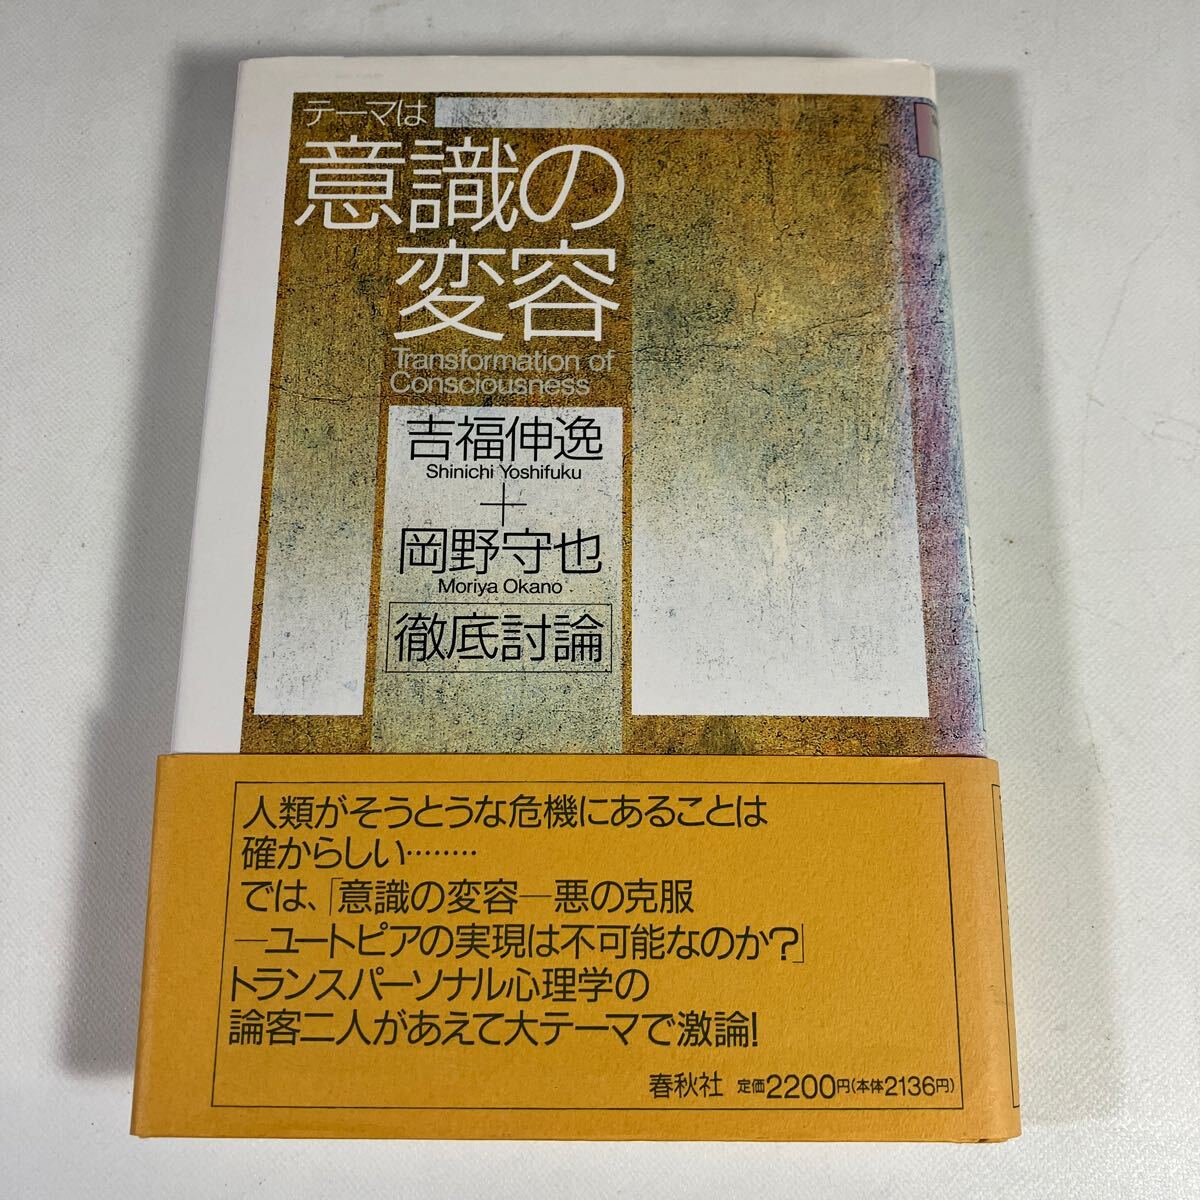 テーマは
意識の
変容
Transformation of
Consciousness
吉福伸逸
Shinichi Yoshifuku
+
岡野守也
Moriya Okano
徹底討論
人類がそうとうな危機にあることは
確からしい………
では、「意識の変容―悪の克服
―ユートピアの実現は不可能なのか?」
トランスパーソナル心理学の
論客二人があえて大テーマで激論!
春秋社 定価2200円(本体2136円)